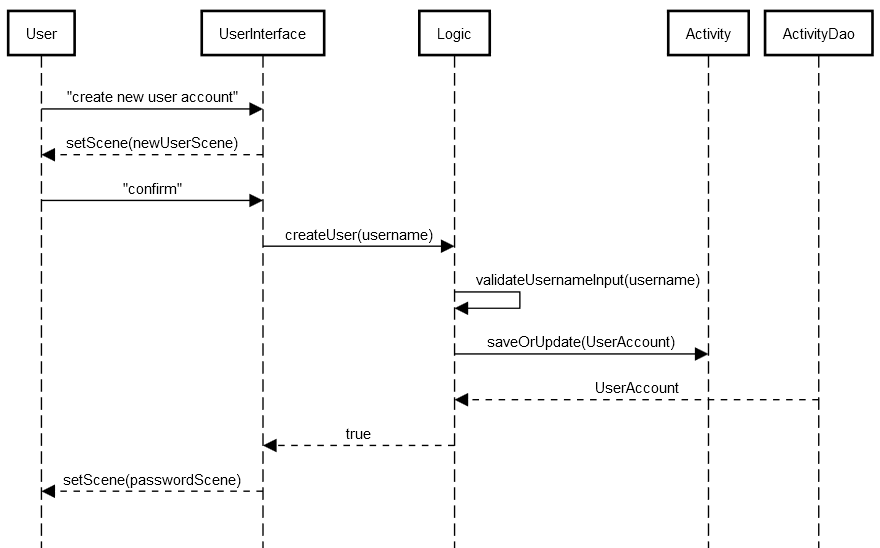 User
UserInterface
Logic
Activity
ActivityDao
"create new user account"
setScene(newUserScene)
"confirm"
createUser(username)
validateUsernameInput(username)
saveOrUpdate(UserAccount)
UserAccount
true
setScene(passwordScene)